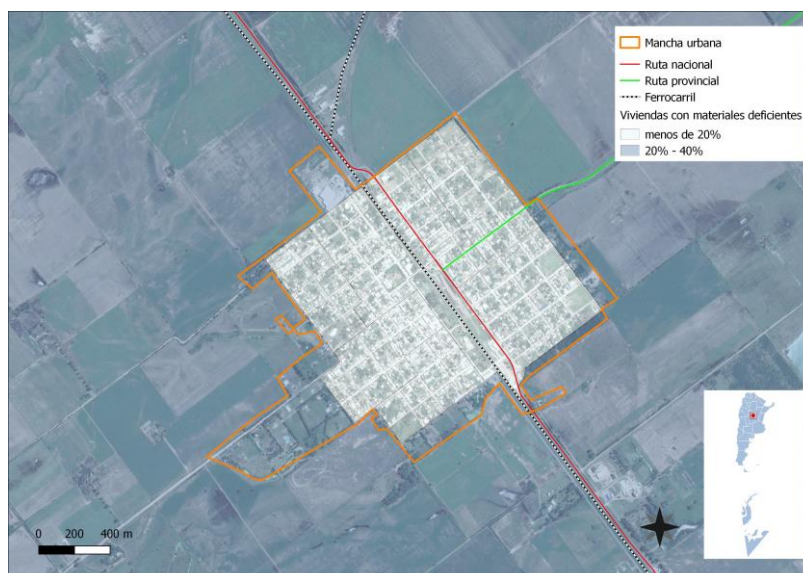 Mancha urbana
Ruta nacional
Ruta provincial
Ferrocarril
Viviendas con materiales deficientes
menos de 20%
20% - 40%
0 200 400 m